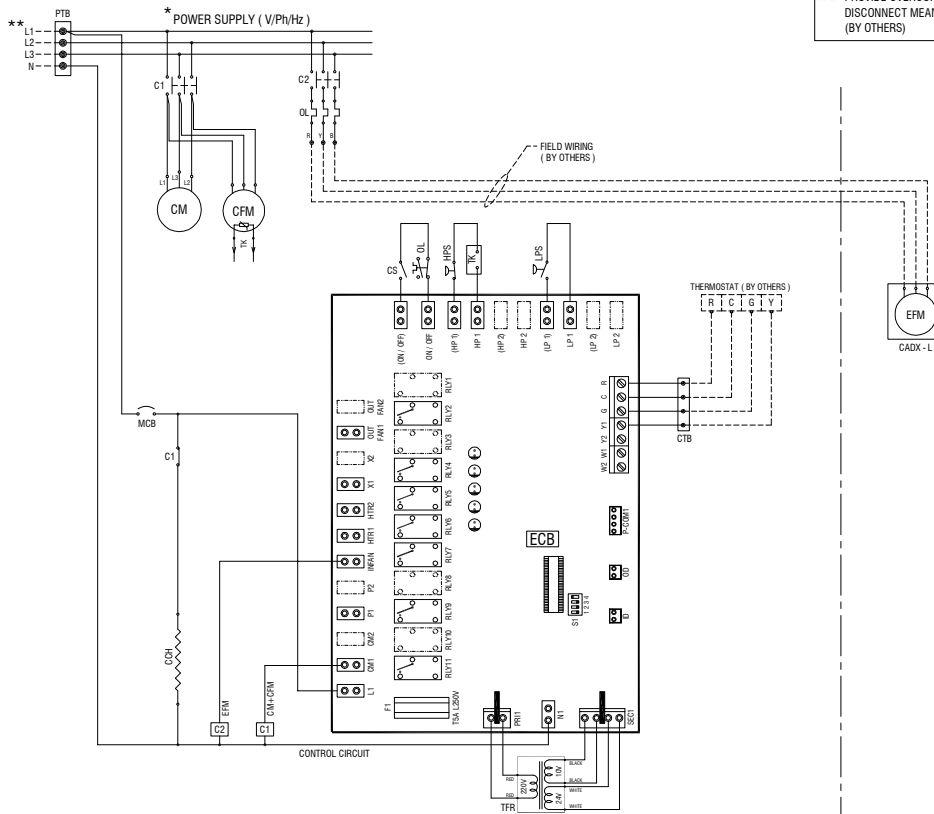 PTB
* POWER SUPPLY ( V/Ph/Hz )
DISCONNECT MEAN
(BY OTHERS)
** L1
L2
L3
N
C1
C2
OL
R Y B
FIELD WIRING
( BY OTHERS )
L1 L3 L2
CM
CFM
TK
CS
OL
HPS
TK
LPS
THERMOSTAT ( BY OTHERS )
R C G Y
EFM
CADX - L
(ON / OFF)
ON / OFF
(HP 1)
HP 1
(HP 2)
HP 2
(LP 1)
LP 1
(LP 2)
LP 2
MCB
C1
CCH
OUT
FAN2
OUT
FAN1
X2
X1
HTR2
HTR1
INFAN
P2
P1
CM2
CM1
L1
RLY1
RLY2
RLY3
RLY4
RLY5
RLY6
RLY7
RLY8
RLY9
RLY10
RLY11
R
C
G
Y1
Y2
W1
W2
CTB
ECB
P-COM1
OD
ID
S1
1 2 3 4
F1
T5A L250V
PRI1
N1
SEC1
EFM
C2
CM+CFM
C1
CONTROL CIRCUIT
RED
RED
220V
10V
24V
BLACK
BLACK
WHITE
WHITE
TFR